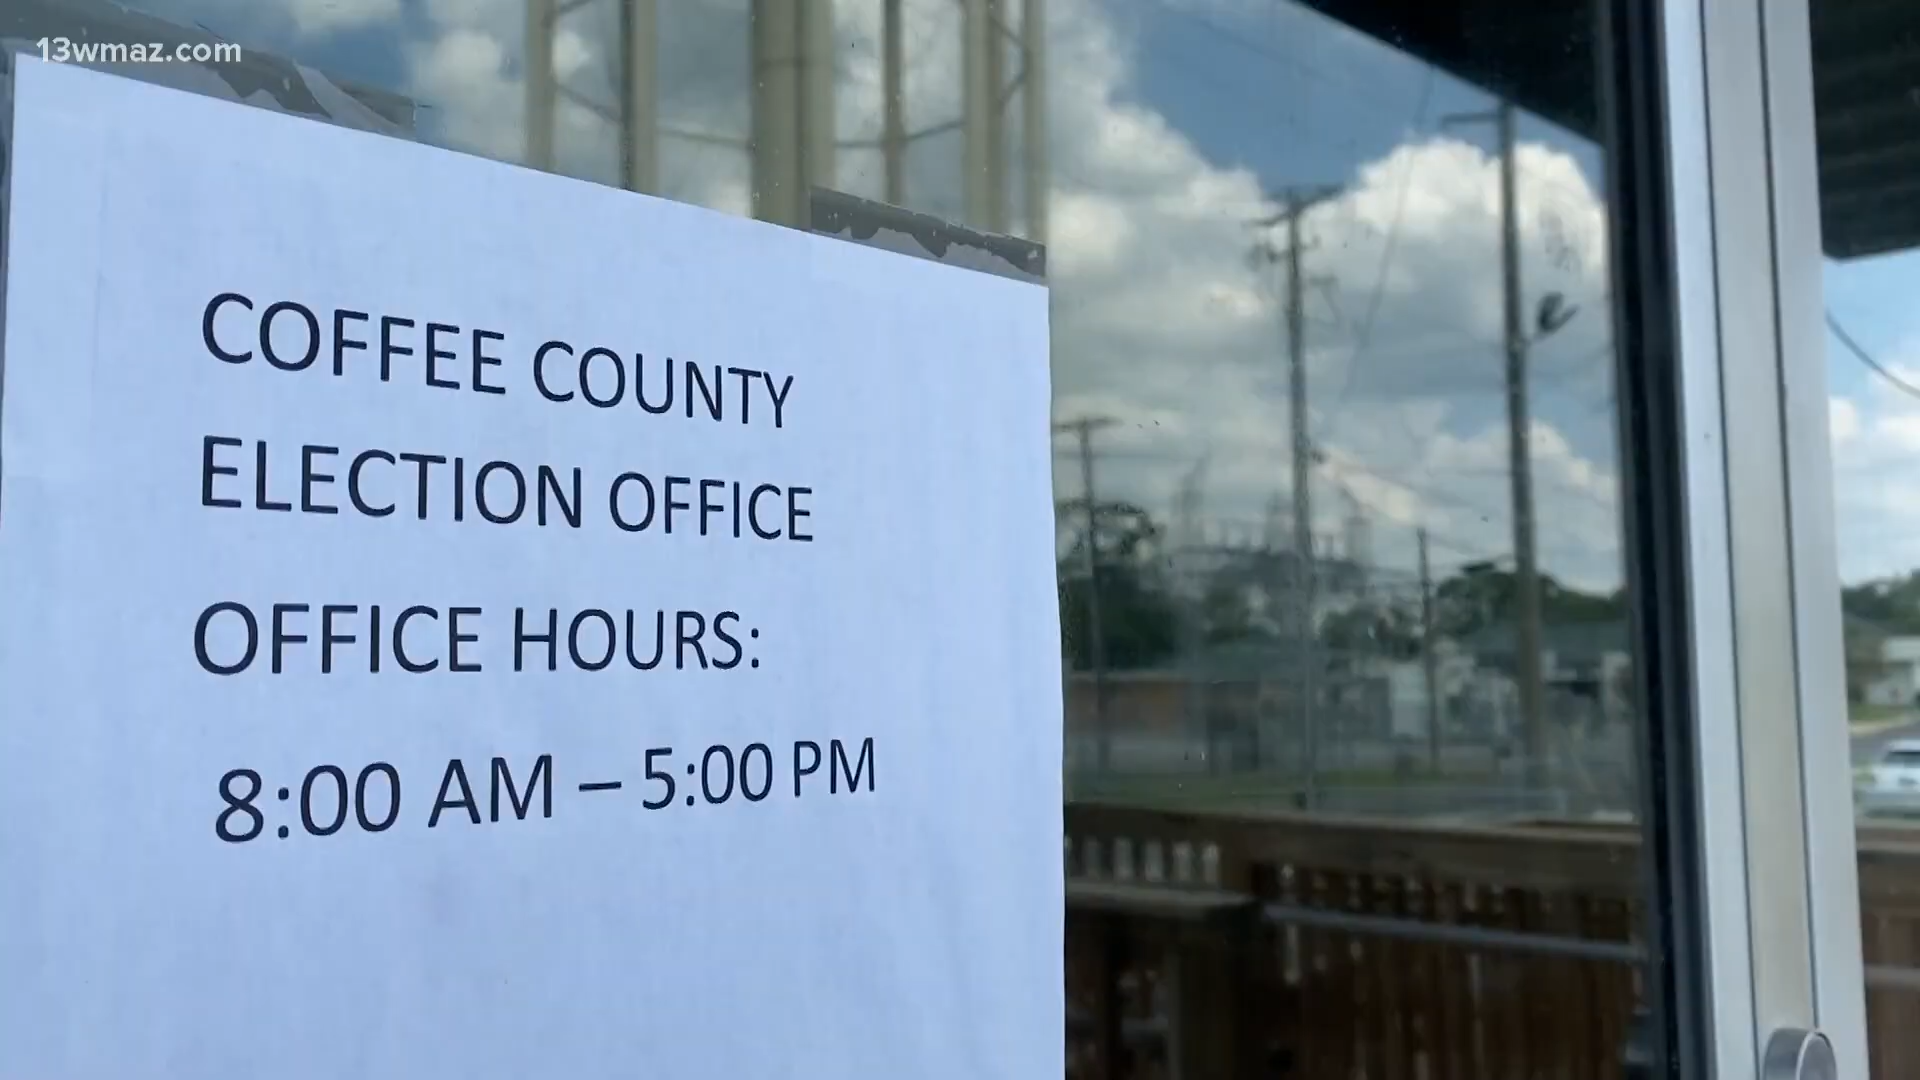 13wmaz.com
COFFEE COUNTY
ELECTION OFFICE
OFFICE HOURS:
8:00 AM – 5:00 PM